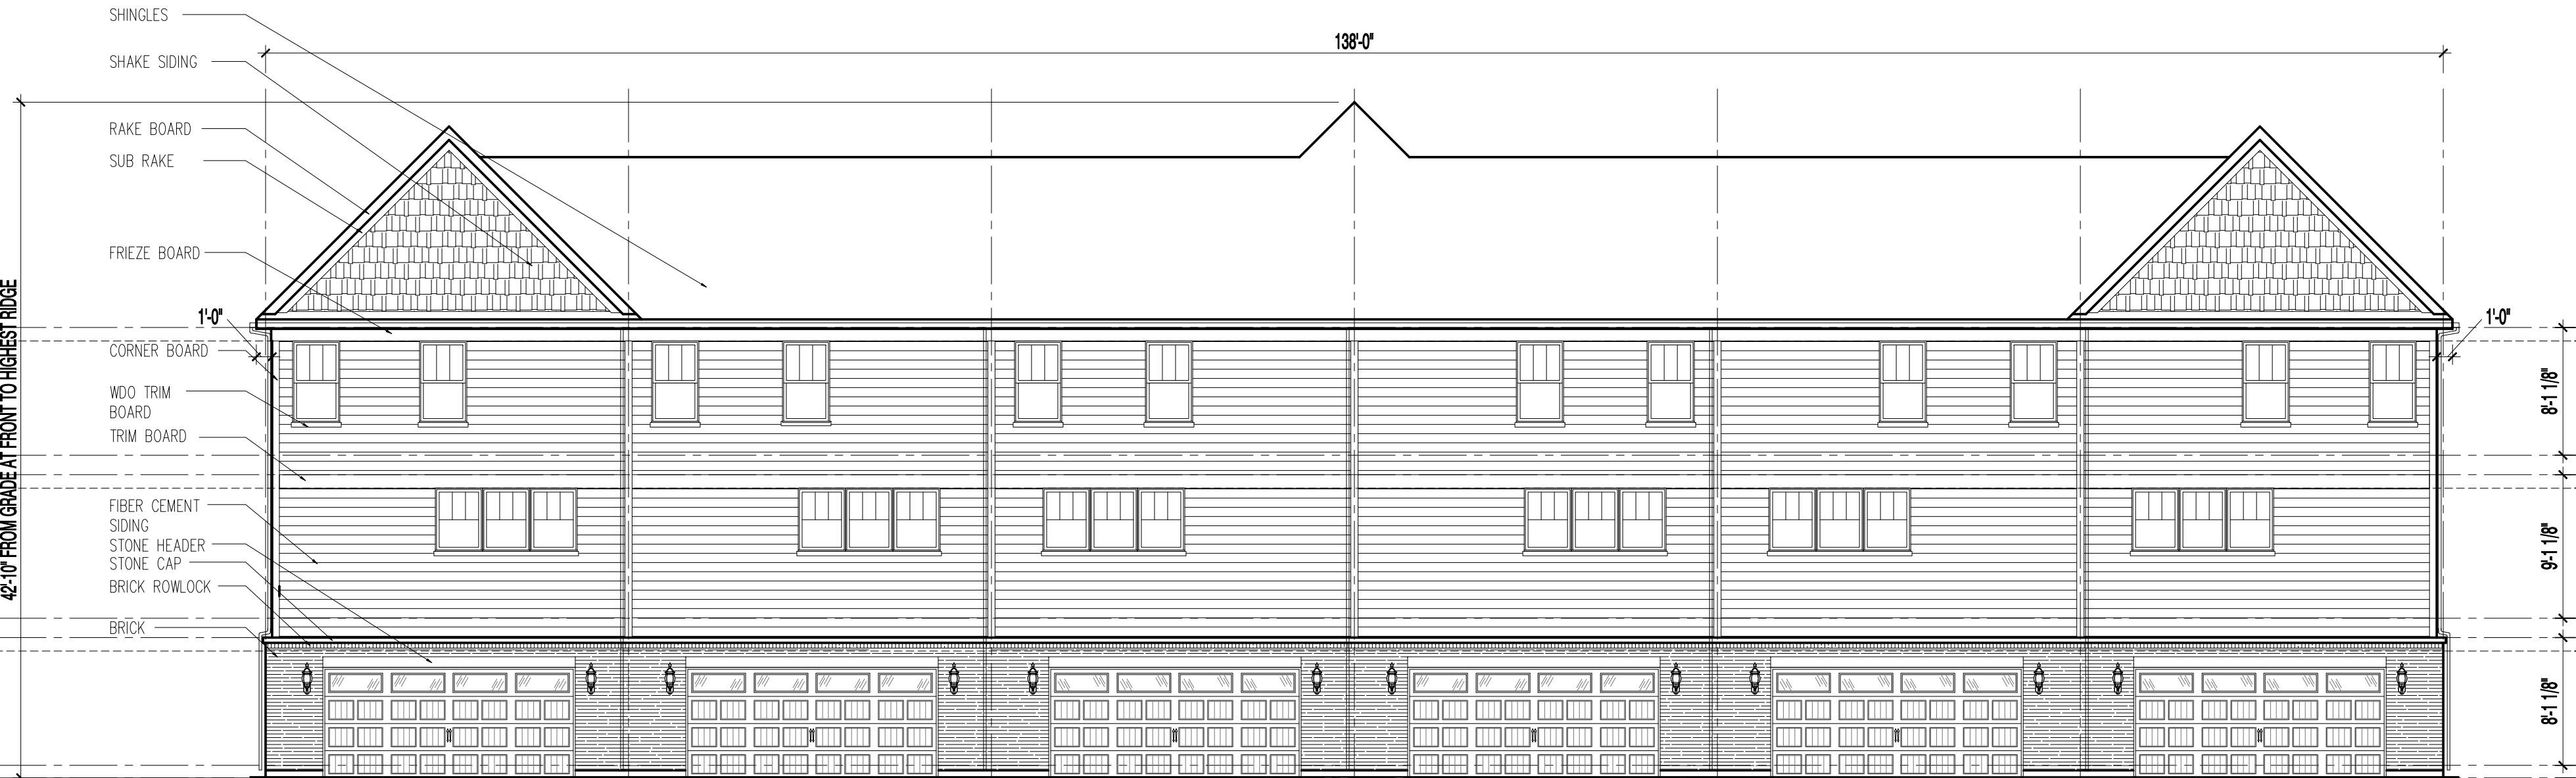 SHINGLES
138'-0"
SHAKE SIDING
RAKE BOARD
SUB RAKE
FRIEZE BOARD
42'-10" FROM GRADE AT FRONT TO HIGHEST RIDGE
1'-0"
1'-0"
CORNER BOARD
8'-1 1/8"
WDO TRIM
BOARD
TRIM BOARD
FIBER CEMENT
SIDING
9'-1 1/8"
STONE HEADER
STONE CAP
BRICK ROWLOCK
BRICK
8'-1 1/8"